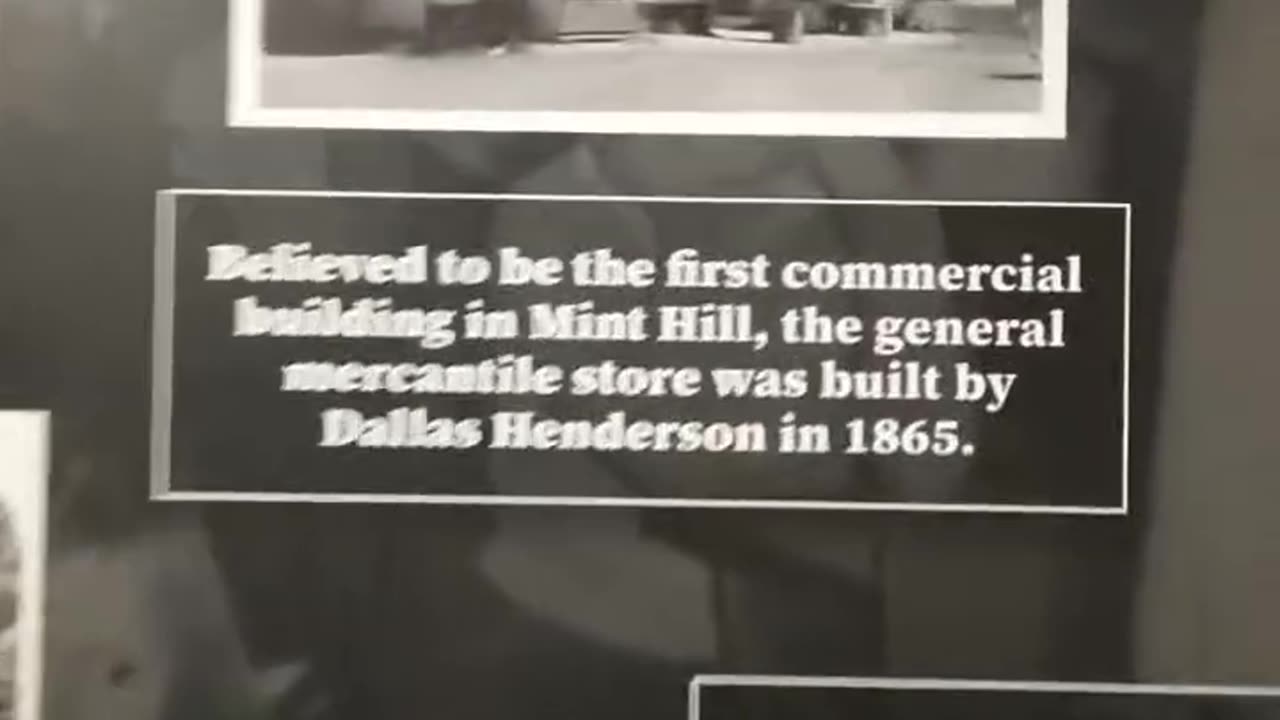 Believed to be the first commercial
building in Mint Hill, the general
mercantile store was built by
Dallas Henderson in 1865.